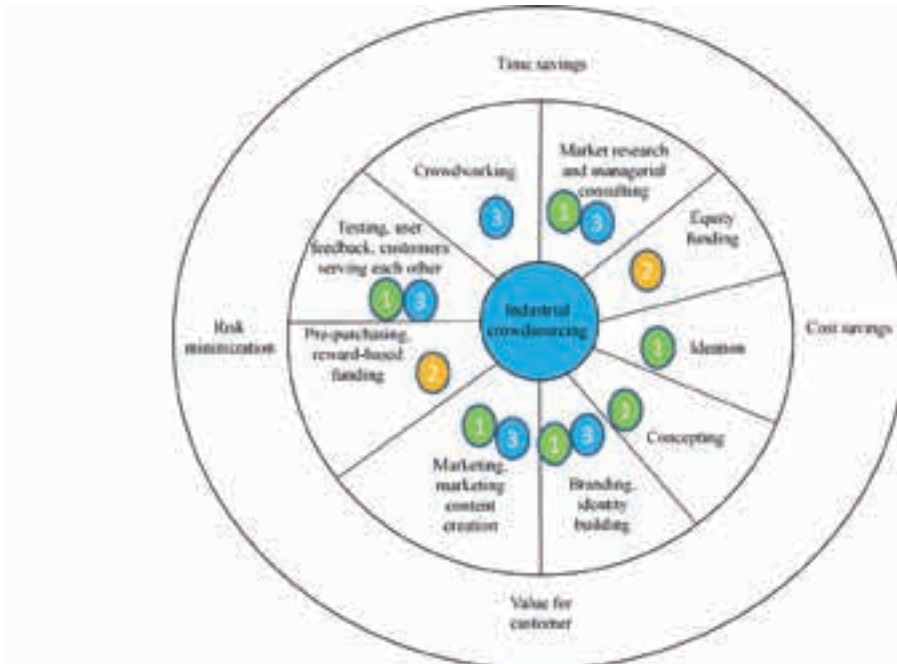 Time savings
Crowdworking
3
Market research
and managerial
consulting
1
3
Equity
funding
2
Testing, user
feedback, customers
serving each other
1
3
Industrial
crowdsourcing
Risk
minimization
Cost savings
Pre-purchasing,
reward-based
funding
2
1
Ideation
Concepting
1
3
Marketing,
marketing
content
creation
1
3
Branding,
identity
building
Value for
customer